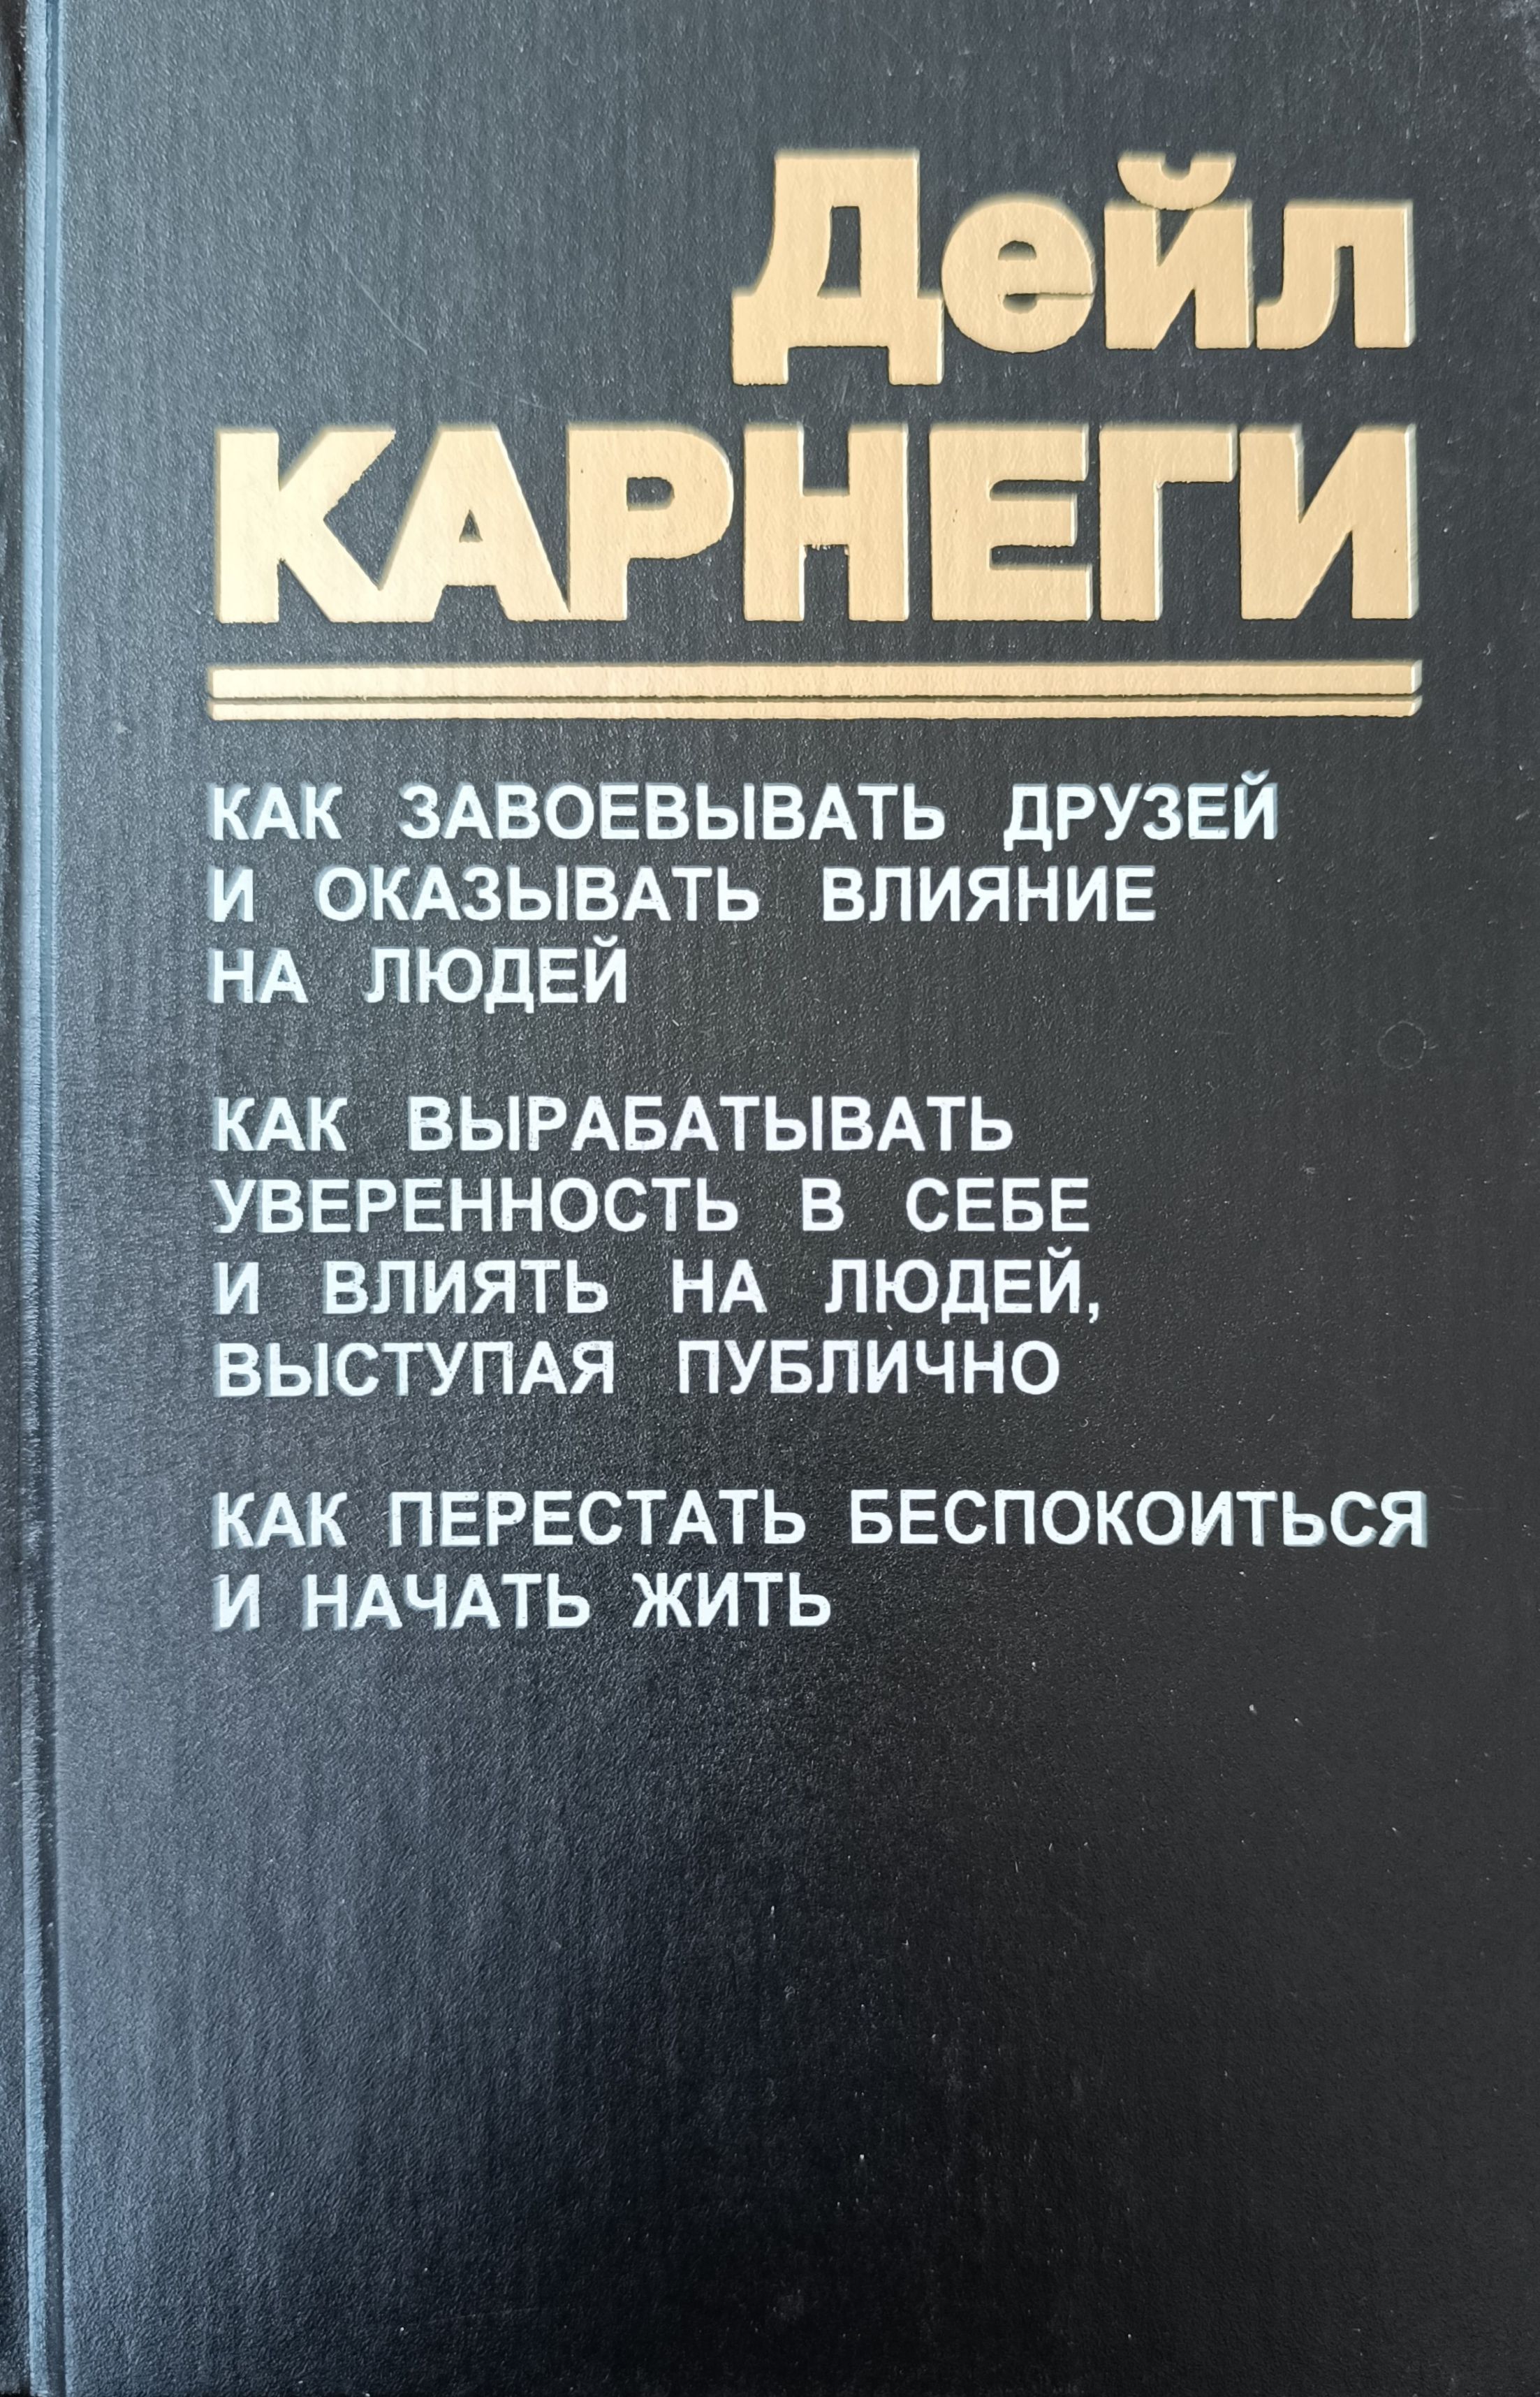 Дейл
КАРНЕГИ
КАК ЗАВОЕВЫВАТЬ ДРУЗЕЙ
И ОКАЗЫВАТЬ ВЛИЯНИЕ
НА ЛЮДЕЙ
КАК ВЫРАБАТЫВАТЬ
УВЕРЕННОСТЬ В СЕБЕ
И ВЛИЯТЬ НА ЛЮДЕЙ,
ВЫСТУПАЯ ПУБЛИЧНО
КАК ПЕРЕСТАТЬ БЕСПОКОИТЬСЯ
И НАЧАТЬ ЖИТЬ